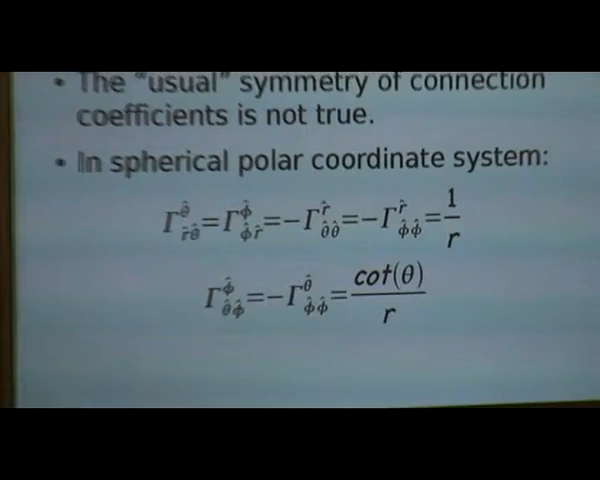 • The “usual” symmetry of connection
coefficients is not true.
• In spherical polar coordinate system:
Γ^θ̂_r̂θ̂=Γ^ϕ̂_ϕ̂r̂=−Γ^r̂_θ̂θ̂=−Γ^r̂_ϕ̂ϕ̂=1/r
Γ^ϕ̂_θ̂ϕ̂=−Γ^θ̂_ϕ̂ϕ̂=cot(θ)/r